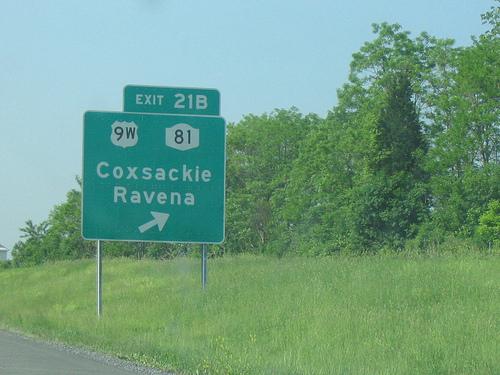 EXIT 21B
9W 81
Coxsackie
Ravena